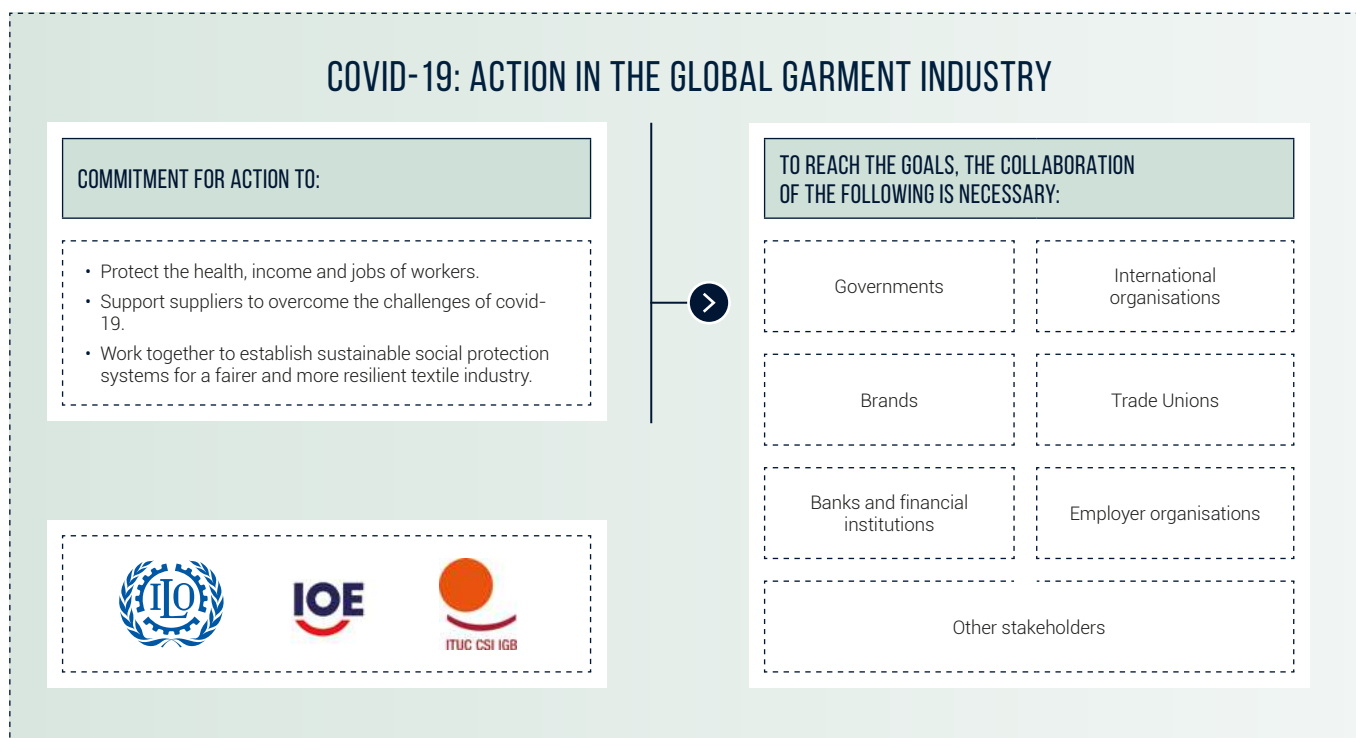 COVID-19: ACTION IN THE GLOBAL GARMENT INDUSTRY
COMMITMENT FOR ACTION TO:
• Protect the health, income and jobs of workers.
• Support suppliers to overcome the challenges of covid-
19.
• Work together to establish sustainable social protection
systems for a fairer and more resilient textile industry.
ILO
IOE
ITUC CSI IGB
TO REACH THE GOALS, THE COLLABORATION
OF THE FOLLOWING IS NECESSARY:
Governments
International
organisations
Brands
Trade Unions
Banks and financial
institutions
Employer organisations
Other stakeholders